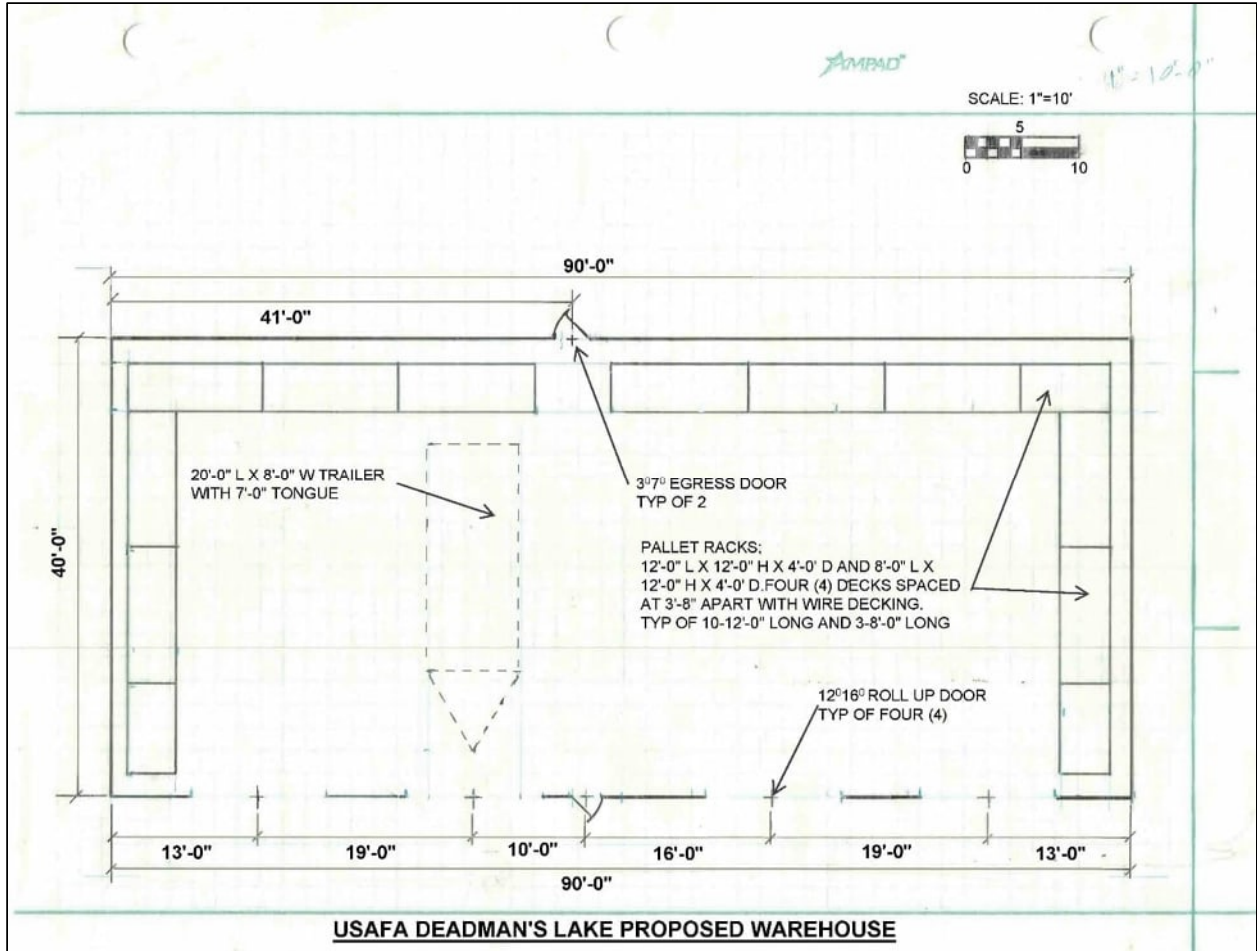 AMPAD
1" = 10'-0"
SCALE: 1"=10'
5
0 10
90'-0"
41'-0"
40'-0"
20'-0" L X 8'-0" W TRAILER
WITH 7'-0" TONGUE
3⁰7⁰ EGRESS DOOR
TYP OF 2
PALLET RACKS;
12'-0" L X 12'-0" H X 4'-0' D AND 8'-0" L X
12'-0" H X 4'-0' D.FOUR (4) DECKS SPACED
AT 3'-8" APART WITH WIRE DECKING.
TYP OF 10-12'-0" LONG AND 3-8'-0" LONG
12⁰16⁰ ROLL UP DOOR
TYP OF FOUR (4)
13'-0" 19'-0" 10'-0" 16'-0" 19'-0" 13'-0"
90'-0"
USAFA DEADMAN'S LAKE PROPOSED WAREHOUSE